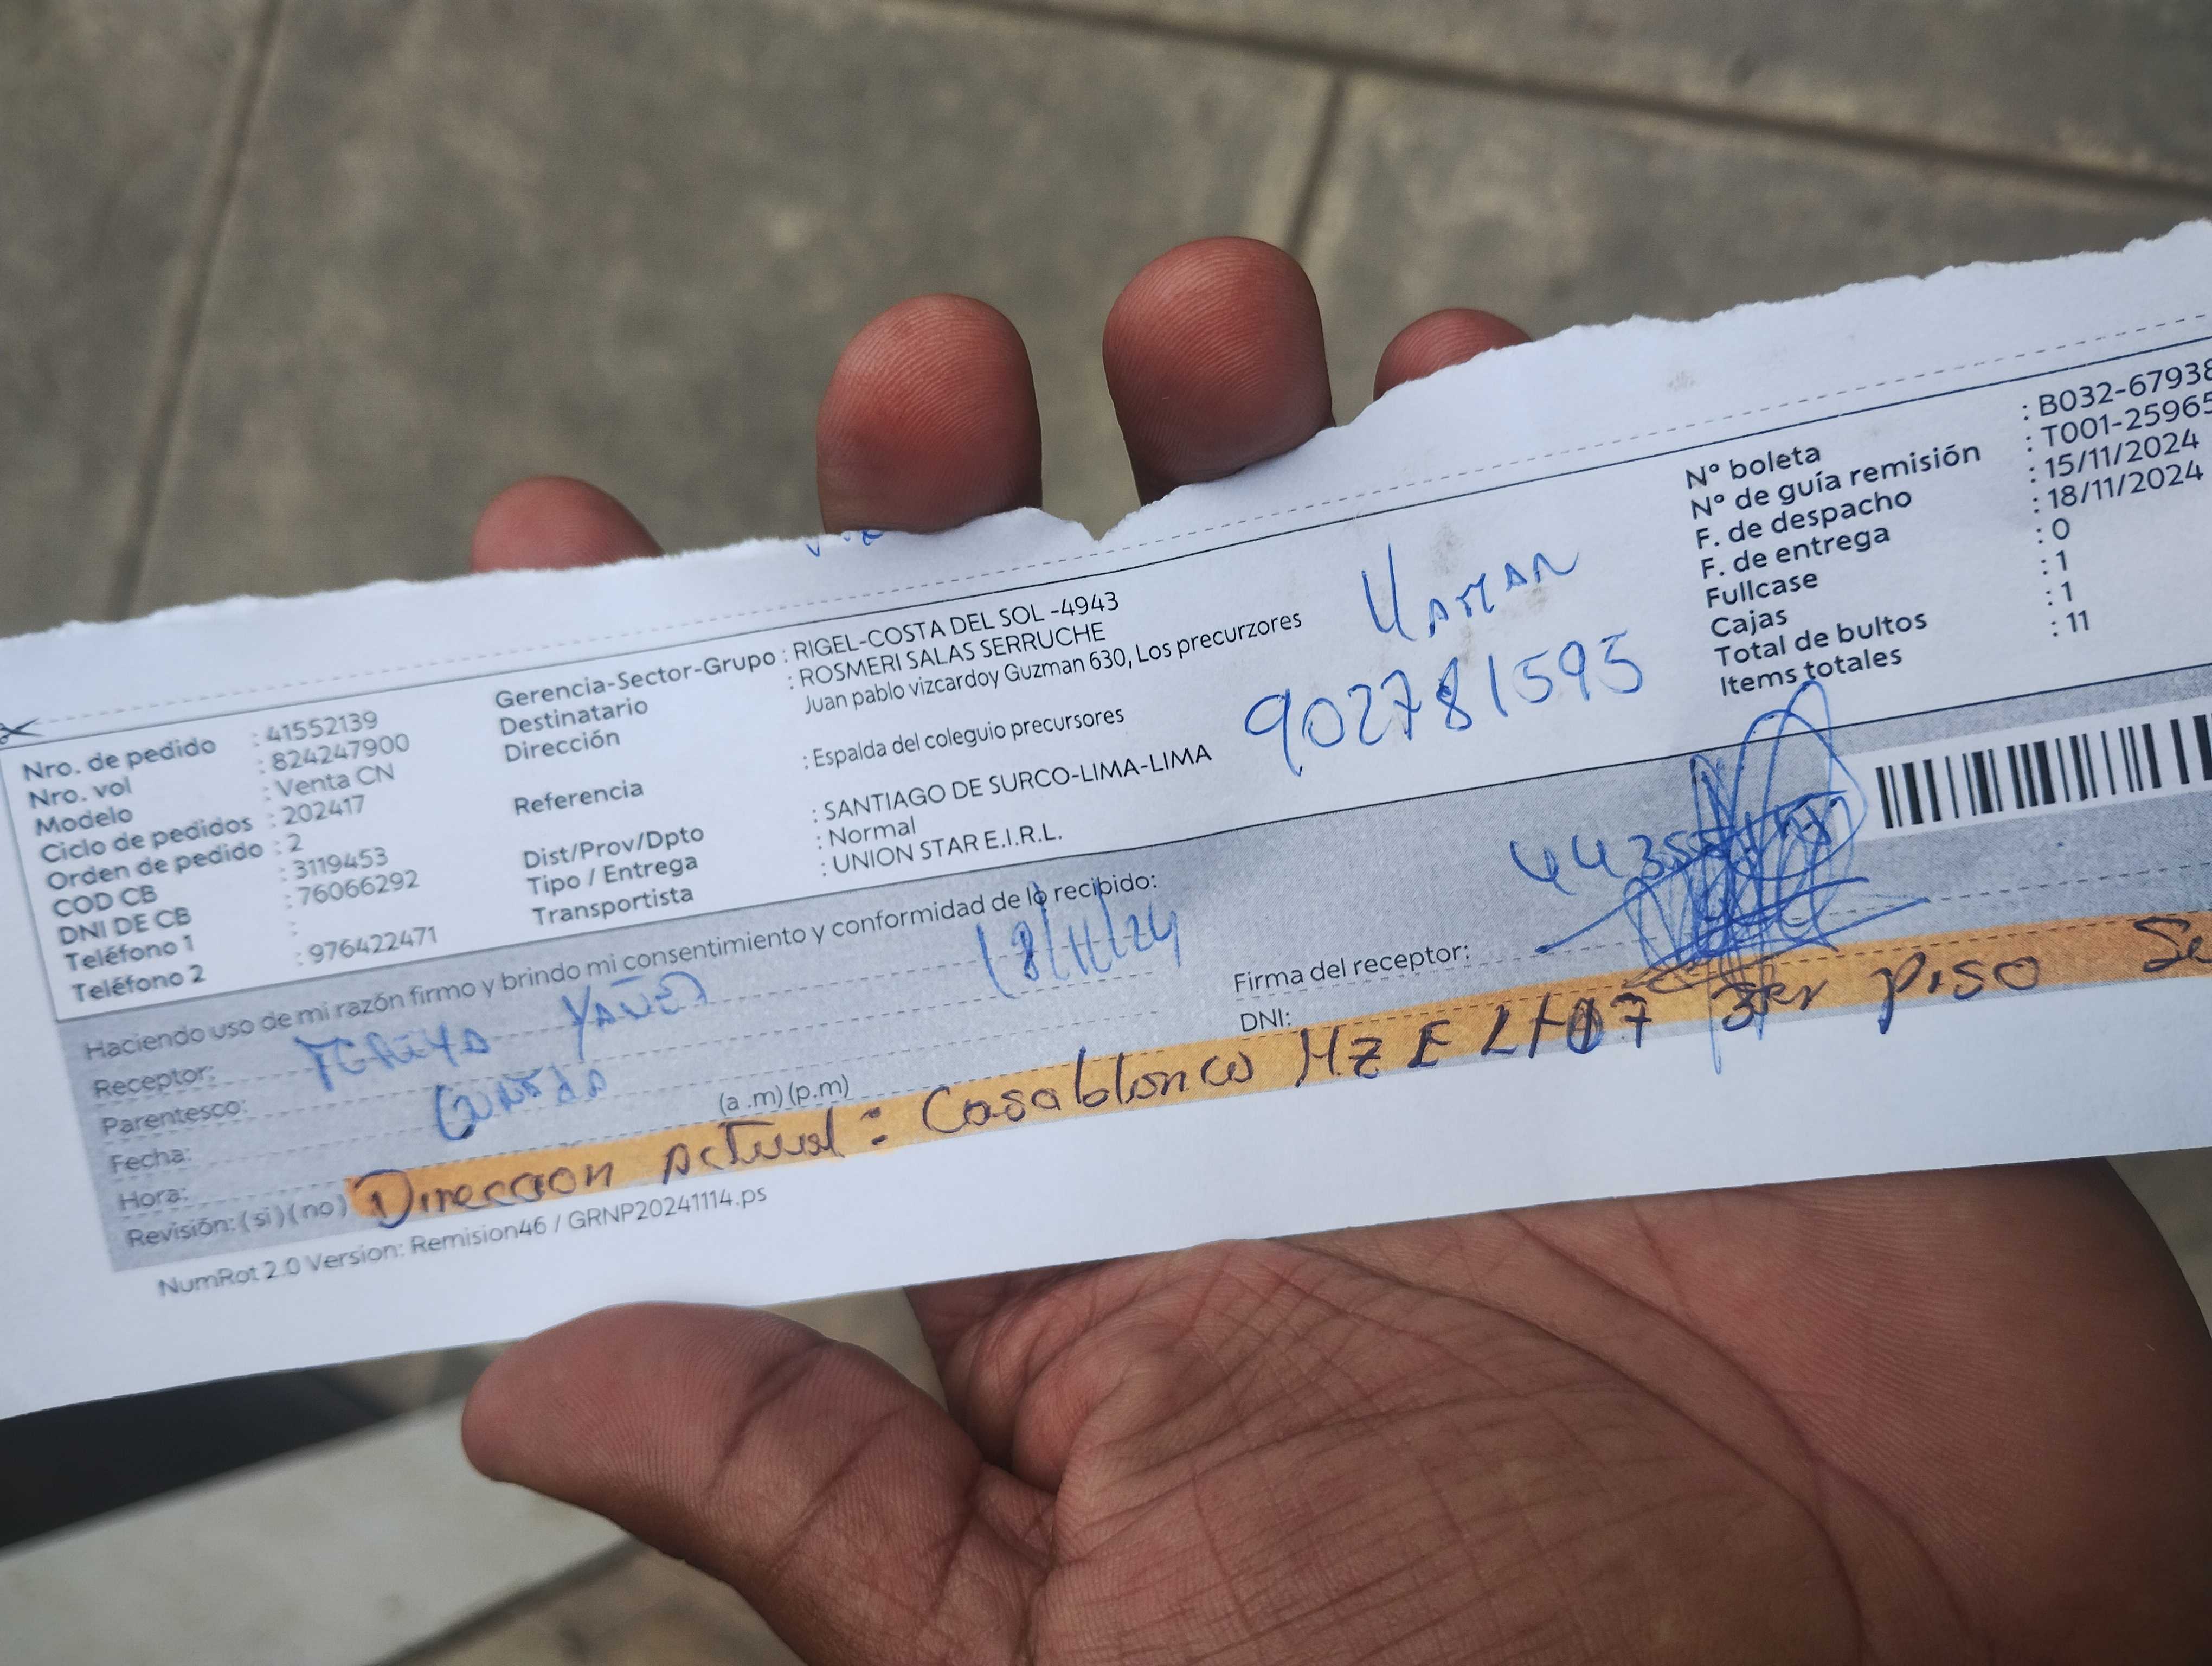 Nro. de pedido : 41552139
Nro. vol : 824247900
Modelo : Venta CN
Ciclo de pedidos : 202417
Orden de pedido : 2
COD CB : 3119453
DNI DE CB : 76066292
Teléfono 1 :
Teléfono 2 : 976422471
Gerencia-Sector-Grupo : RIGEL-COSTA DEL SOL -4943
Destinatario : ROSMERI SALAS SERRUCHE
Dirección Juan pablo vizcardoy Guzman 630, Los precurzores
Referencia : Espalda del coleguio precursores
Dist/Prov/Dpto : SANTIAGO DE SURCO-LIMA-LIMA
Tipo / Entrega : Normal
Transportista : UNION STAR E.I.R.L.
902781595
N° boleta : B032-67938
N° de guía remisión : T001-25965
F. de despacho : 15/11/2024
F. de entrega : 18/11/2024
Fullcase : 0
Cajas : 1
Total de bultos : 1
Items totales : 11
Haciendo uso de mi razón firmo y brindo mi consentimiento y conformidad de lo recibido:
Receptor: YAÑEZ
Parentesco: CUÑADA
18/11/24
Fecha:
Hora: (a .m) (p.m)
Revisión: (si) (no)
Firma del receptor:
DNI:
Direccion actual : Casablanca Mz E Lt 17 3er piso Se
NumRot 2.0 Version: Remision46 / GRNP20241114.ps